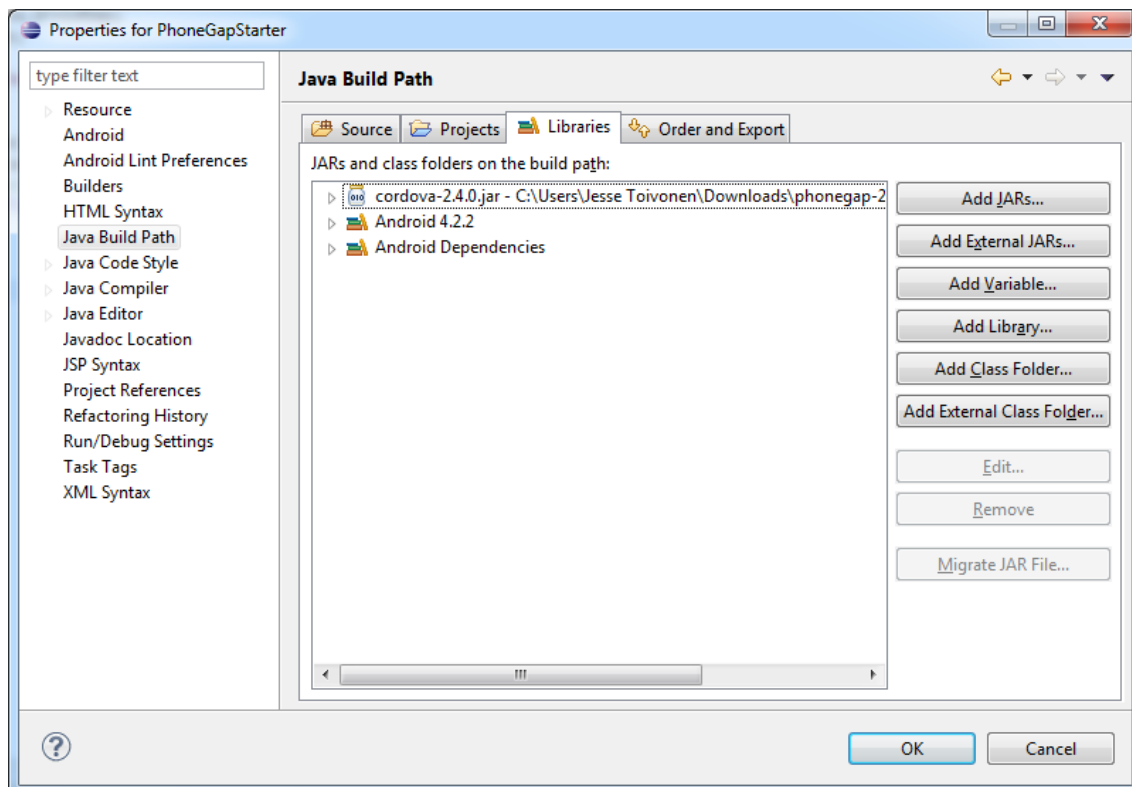 Properties for PhoneGapStarter
type filter text
Resource
Android
Android Lint Preferences
Builders
HTML Syntax
Java Build Path
Java Code Style
Java Compiler
Java Editor
Javadoc Location
JSP Syntax
Project References
Refactoring History
Run/Debug Settings
Task Tags
XML Syntax
Java Build Path
Source Projects Libraries Order and Export
JARs and class folders on the build path:
cordova-2.4.0.jar - C:\Users\Jesse Toivonen\Downloads\phonegap-2
Android 4.2.2
Android Dependencies
Add JARs...
Add External JARs...
Add Variable...
Add Library...
Add Class Folder...
Add External Class Folder...
Edit...
Remove
Migrate JAR File...
OK Cancel